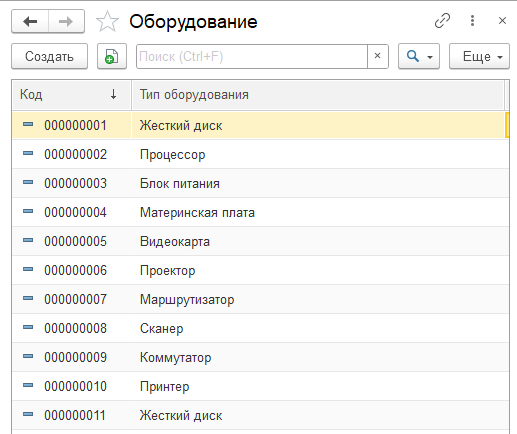 Оборудование
Создать Поиск (Ctrl+F) × Еще
Код ↓ Тип оборудования
000000001 Жесткий диск
000000002 Процессор
000000003 Блок питания
000000004 Материнская плата
000000005 Видеокарта
000000006 Проектор
000000007 Маршрутизатор
000000008 Сканер
000000009 Коммутатор
000000010 Принтер
000000011 Жесткий диск